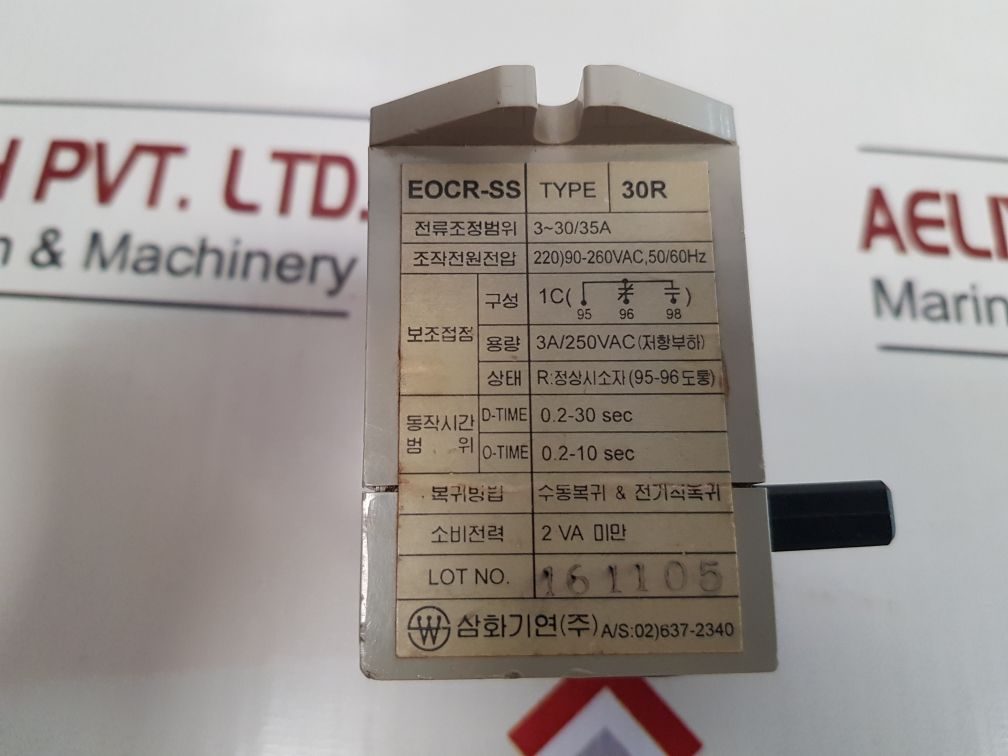 H PVT. LTD.
n & Machinery
AELI
Marin
EOCR-SS TYPE 30R
전류조정범위 3~30/35A
조작전원전압 220)90-260VAC,50/60Hz
보조접점 구성 1C( 95 96 98 )
용량 3A/250VAC(저항부하)
상태 R:정상시소자(95-96도통)
동작시간 범 위 D-TIME 0.2-30 sec
O-TIME 0.2-10 sec
복귀방법 수동복귀 & 전기적복귀
소비전력 2 VA 미만
LOT NO. 161105
삼화기연(주) A/S:02)637-2340